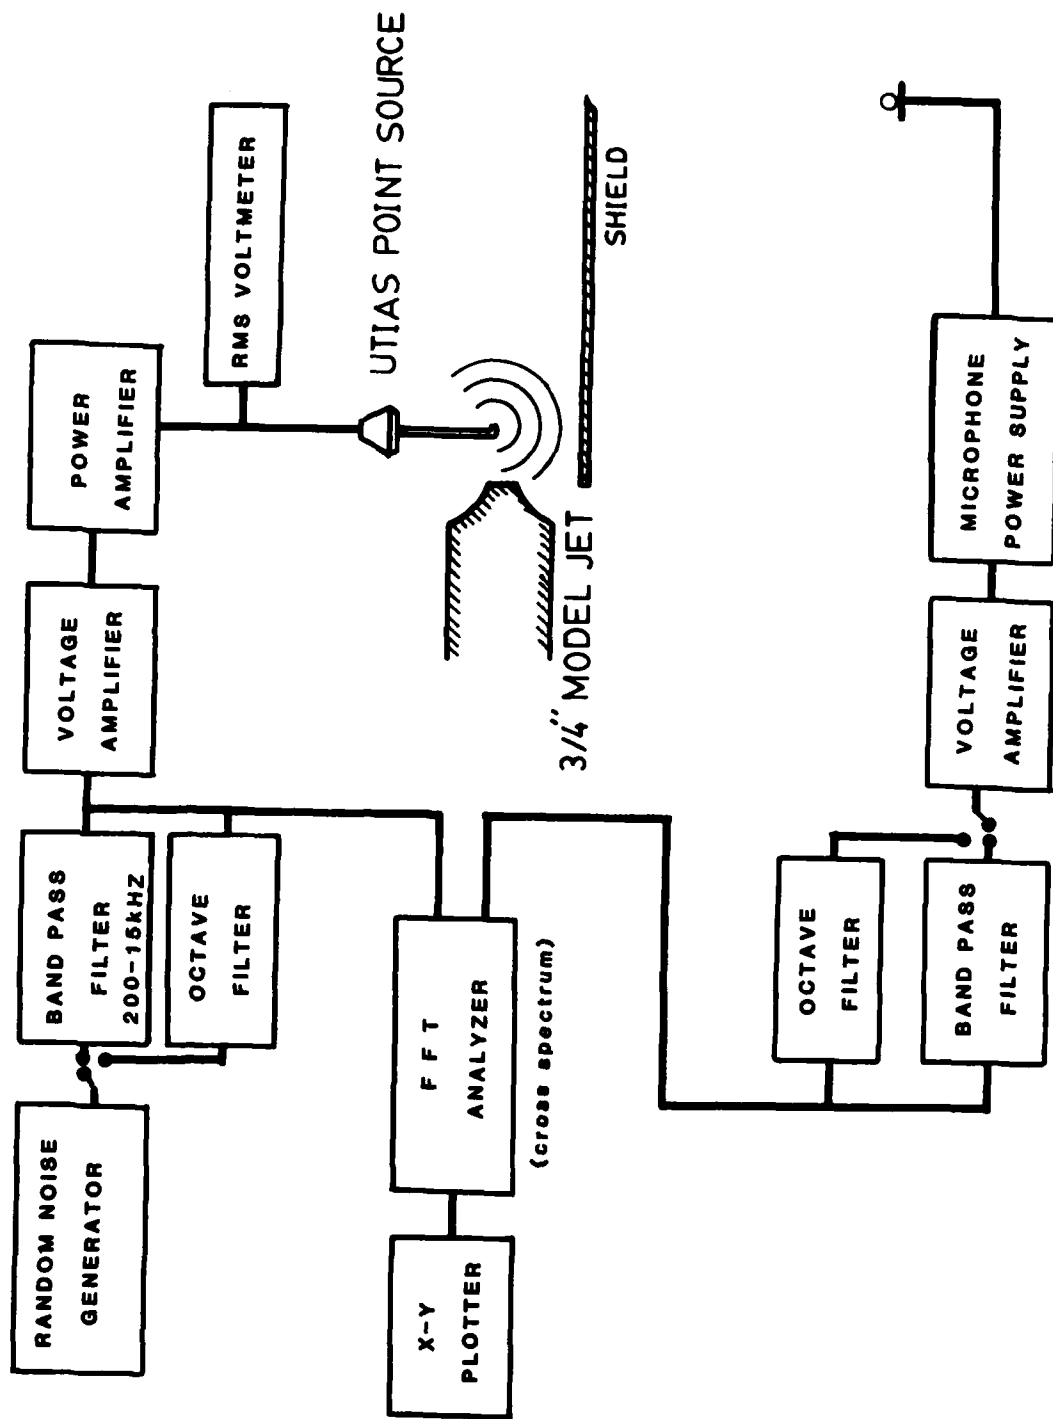 RANDOM NOISE
GENERATOR
BAND PASS
FILTER
200-15kHZ
OCTAVE
FILTER
VOLTAGE
AMPLIFIER
POWER
AMPLIFIER
RMS VOLTMETER
UTIAS POINT SOURCE
SHIELD
3/4" MODEL JET
X-Y
PLOTTER
FFT
ANALYZER
(cross spectrum)
OCTAVE
FILTER
BAND PASS
FILTER
VOLTAGE
AMPLIFIER
MICROPHONE
POWER SUPPLY